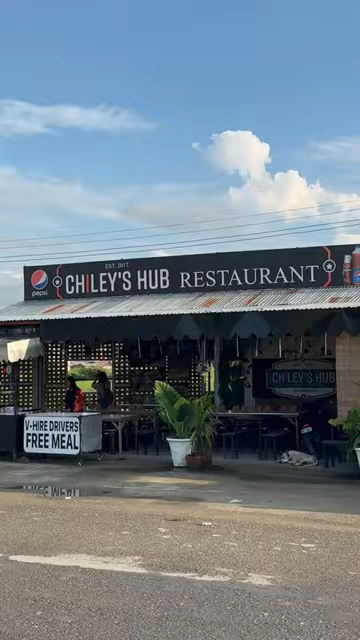 EST. 2017
pepsi
CHILEY'S HUB RESTAURANT
CHILEY'S HUB
V-HIRE DRIVERS
FREE MEAL